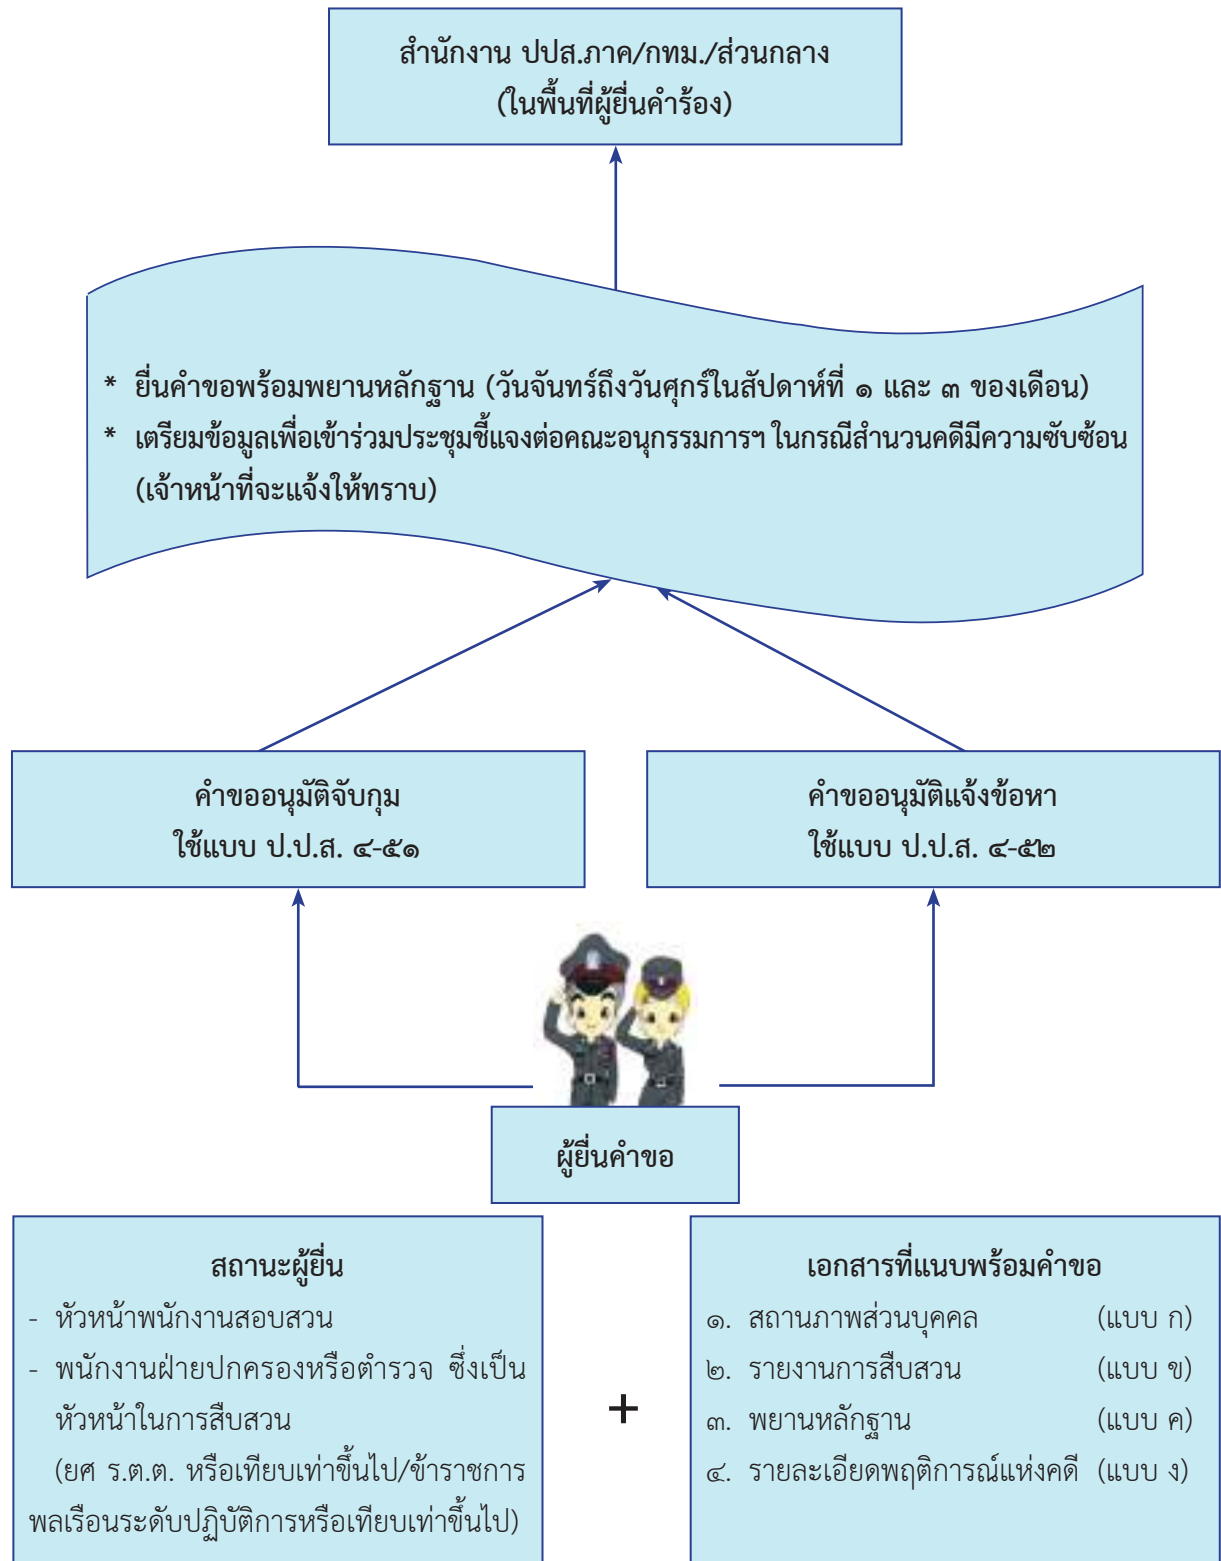 สำนักงาน ปปส.ภาค/กทม./ส่วนกลาง
(ในพื้นที่ผู้ยื่นคำร้อง)
* ยื่นคำขอพร้อมพยานหลักฐาน (วันจันทร์ถึงวันศุกร์ในสัปดาห์ที่ ๑ และ ๓ ของเดือน)
* เตรียมข้อมูลเพื่อเข้าร่วมประชุมชี้แจงต่อคณะอนุกรรมการฯ ในกรณีสำนวนคดีมีความซับซ้อน
(เจ้าหน้าที่จะแจ้งให้ทราบ)
คำขออนุมัติจับกุม
ใช้แบบ ป.ป.ส. ๔-๕๑
คำขออนุมัติแจ้งข้อหา
ใช้แบบ ป.ป.ส. ๔-๕๒
ผู้ยื่นคำขอ
สถานะผู้ยื่น
- หัวหน้าพนักงานสอบสวน
- พนักงานฝ่ายปกครองหรือตำรวจ ซึ่งเป็น
หัวหน้าในการสืบสวน
(ยศ ร.ต.ต. หรือเทียบเท่าขึ้นไป/ข้าราชการ
พลเรือนระดับปฏิบัติการหรือเทียบเท่าขึ้นไป)
+
เอกสารที่แนบพร้อมคำขอ
๑. สถานภาพส่วนบุคคล (แบบ ก)
๒. รายงานการสืบสวน (แบบ ข)
๓. พยานหลักฐาน (แบบ ค)
๔. รายละเอียดพฤติการณ์แห่งคดี (แบบ ง)